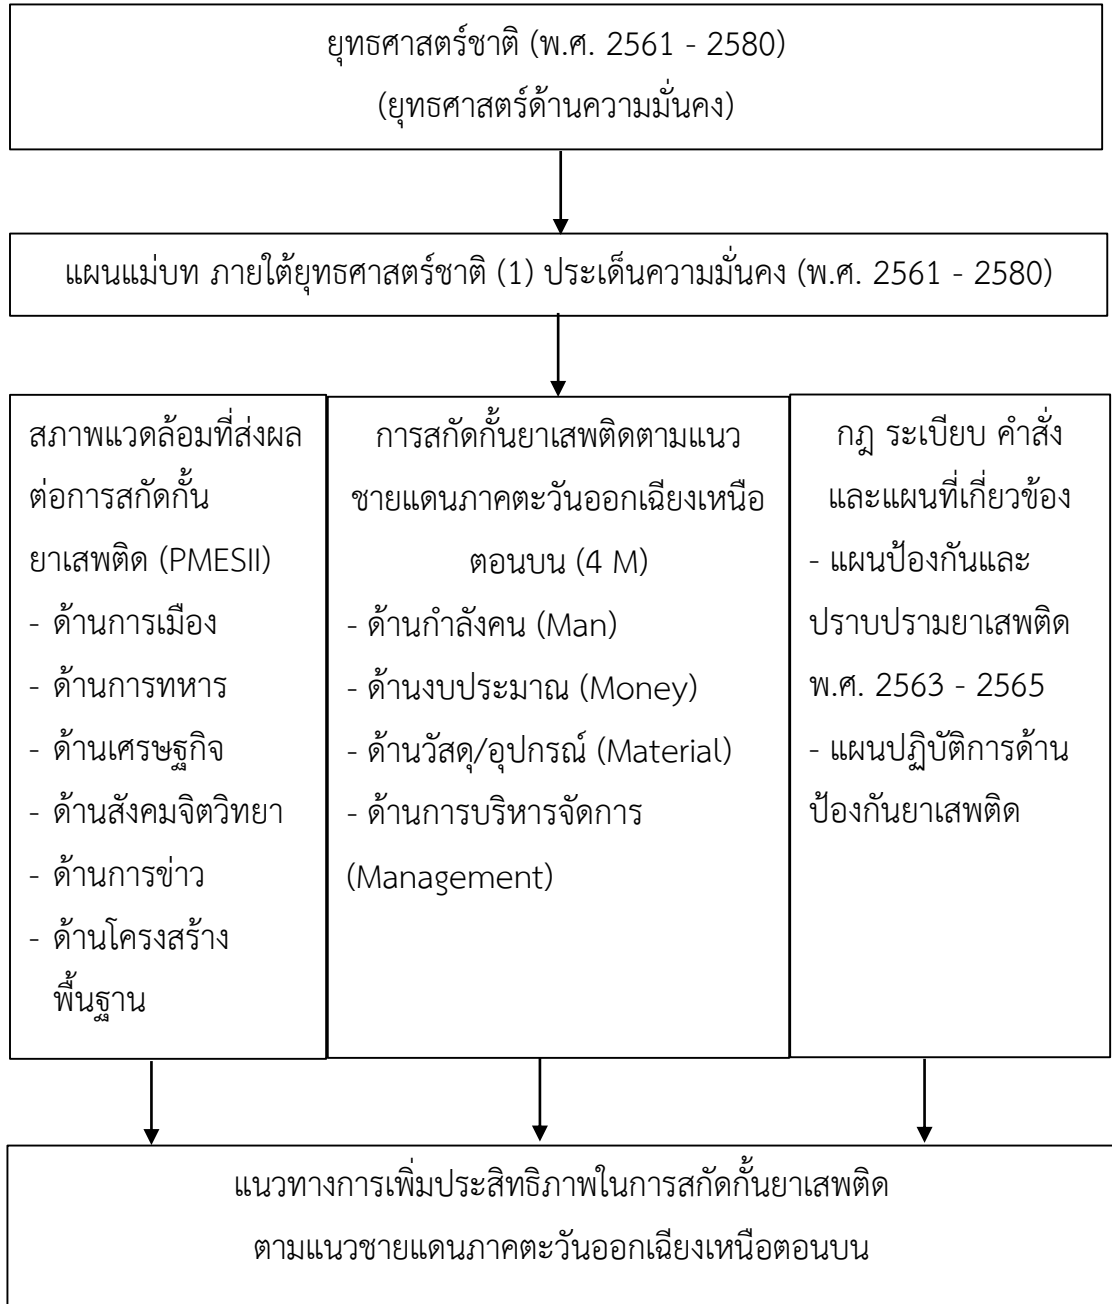 ยุทธศาสตร์ชาติ (พ.ศ. 2561 - 2580)
(ยุทธศาสตร์ด้านความมั่นคง)
แผนแม่บท ภายใต้ยุทธศาสตร์ชาติ (1) ประเด็นความมั่นคง (พ.ศ. 2561 - 2580)
สภาพแวดล้อมที่ส่งผล
ต่อการสกัดกั้น
ยาเสพติด (PMESII)
- ด้านการเมือง
- ด้านการทหาร
- ด้านเศรษฐกิจ
- ด้านสังคมจิตวิทยา
- ด้านการข่าว
- ด้านโครงสร้าง
พื้นฐาน
การสกัดกั้นยาเสพติดตามแนว
ชายแดนภาคตะวันออกเฉียงเหนือ
ตอนบน (4 M)
- ด้านกำลังคน (Man)
- ด้านงบประมาณ (Money)
- ด้านวัสดุ/อุปกรณ์ (Material)
- ด้านการบริหารจัดการ
(Management)
กฎ ระเบียบ คำสั่ง
และแผนที่เกี่ยวข้อง
- แผนป้องกันและ
ปราบปรามยาเสพติด
พ.ศ. 2563 - 2565
- แผนปฏิบัติการด้าน
ป้องกันยาเสพติด
แนวทางการเพิ่มประสิทธิภาพในการสกัดกั้นยาเสพติด
ตามแนวชายแดนภาคตะวันออกเฉียงเหนือตอนบน